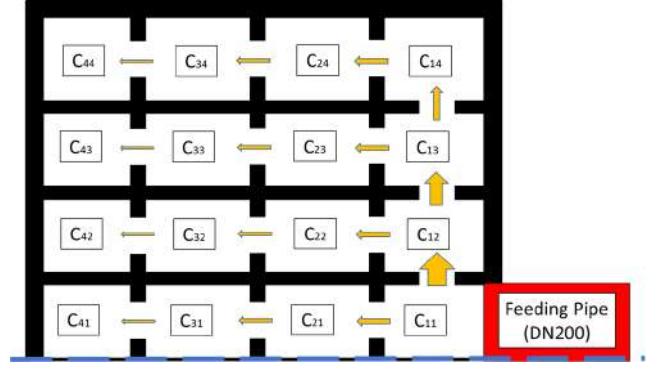 C44 C34 C24 C14
C43 C33 C23 C13
C42 C32 C22 C12
C41 C31 C21 C11
Feeding Pipe
(DN200)